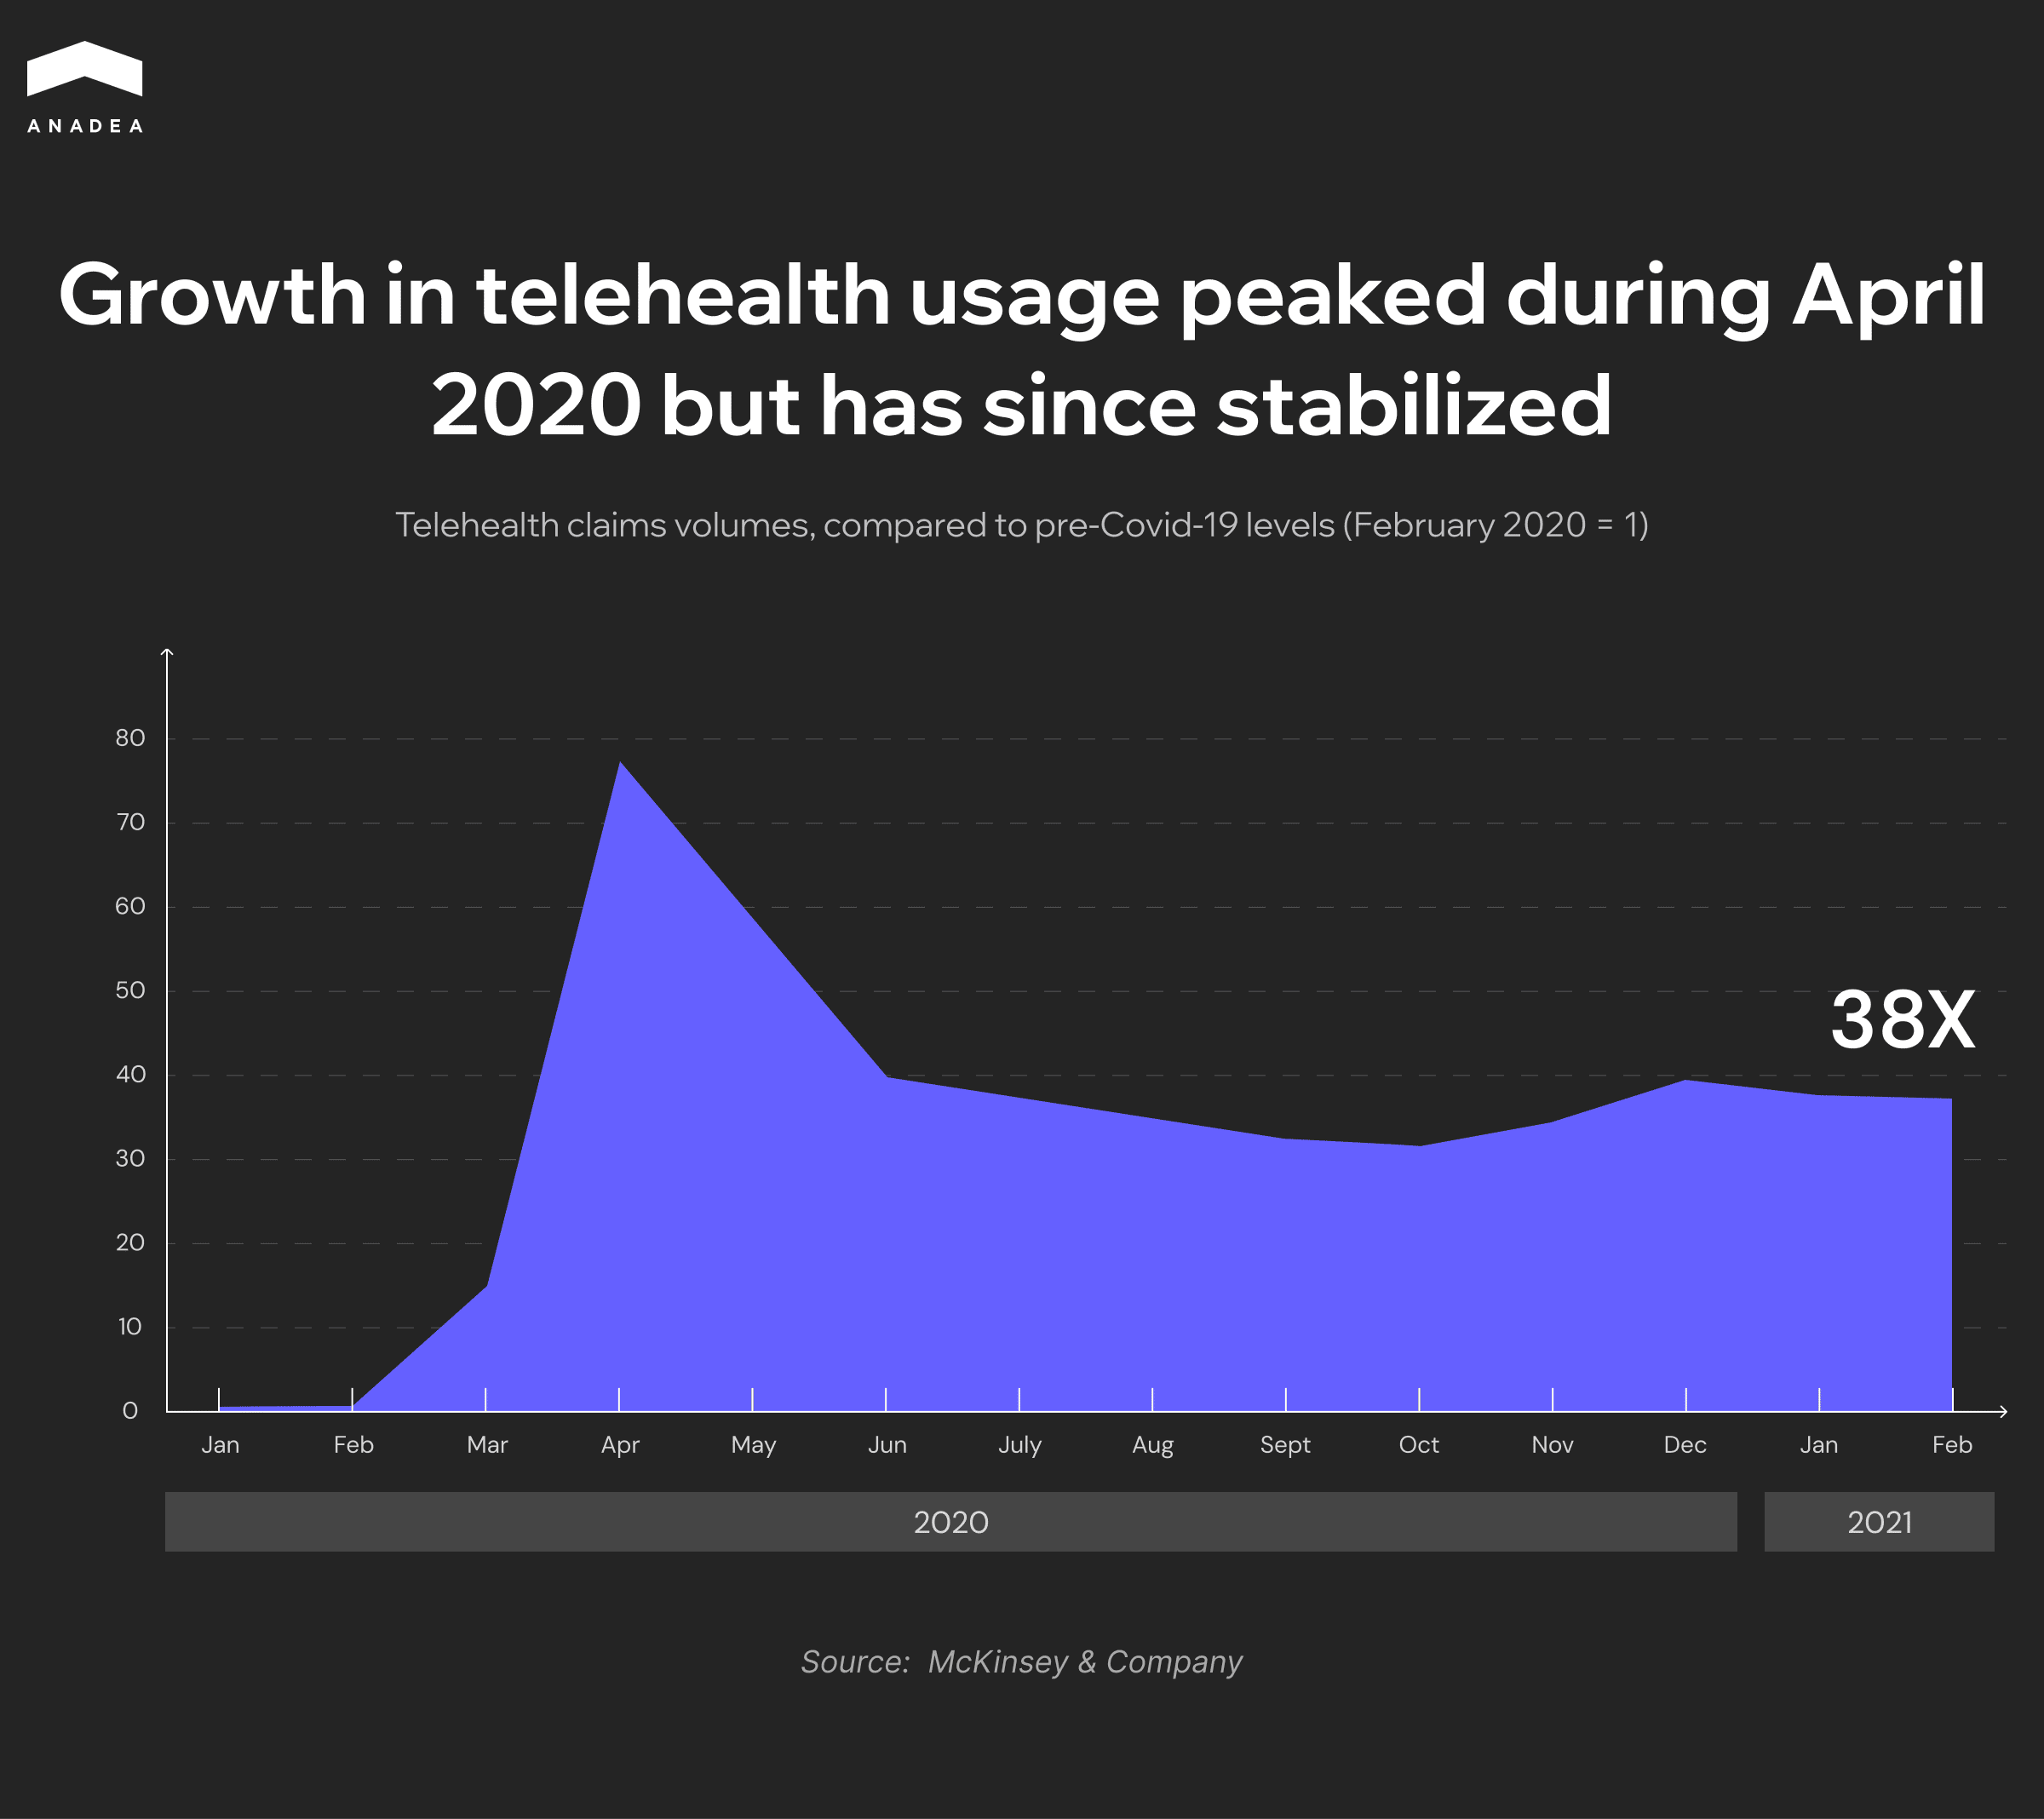 ANADEA
Growth in telehealth usage peaked during April
2020 but has since stabilized
Telehealth claims volumes, compared to pre-Covid-19 levels (February 2020 = 1)
80
70
60
50
38X
40
30
20
10
0
Jan Feb Mar Apr May Jun July Aug Sept Oct Nov Dec Jan Feb
2020 2021
Source: McKinsey & Company